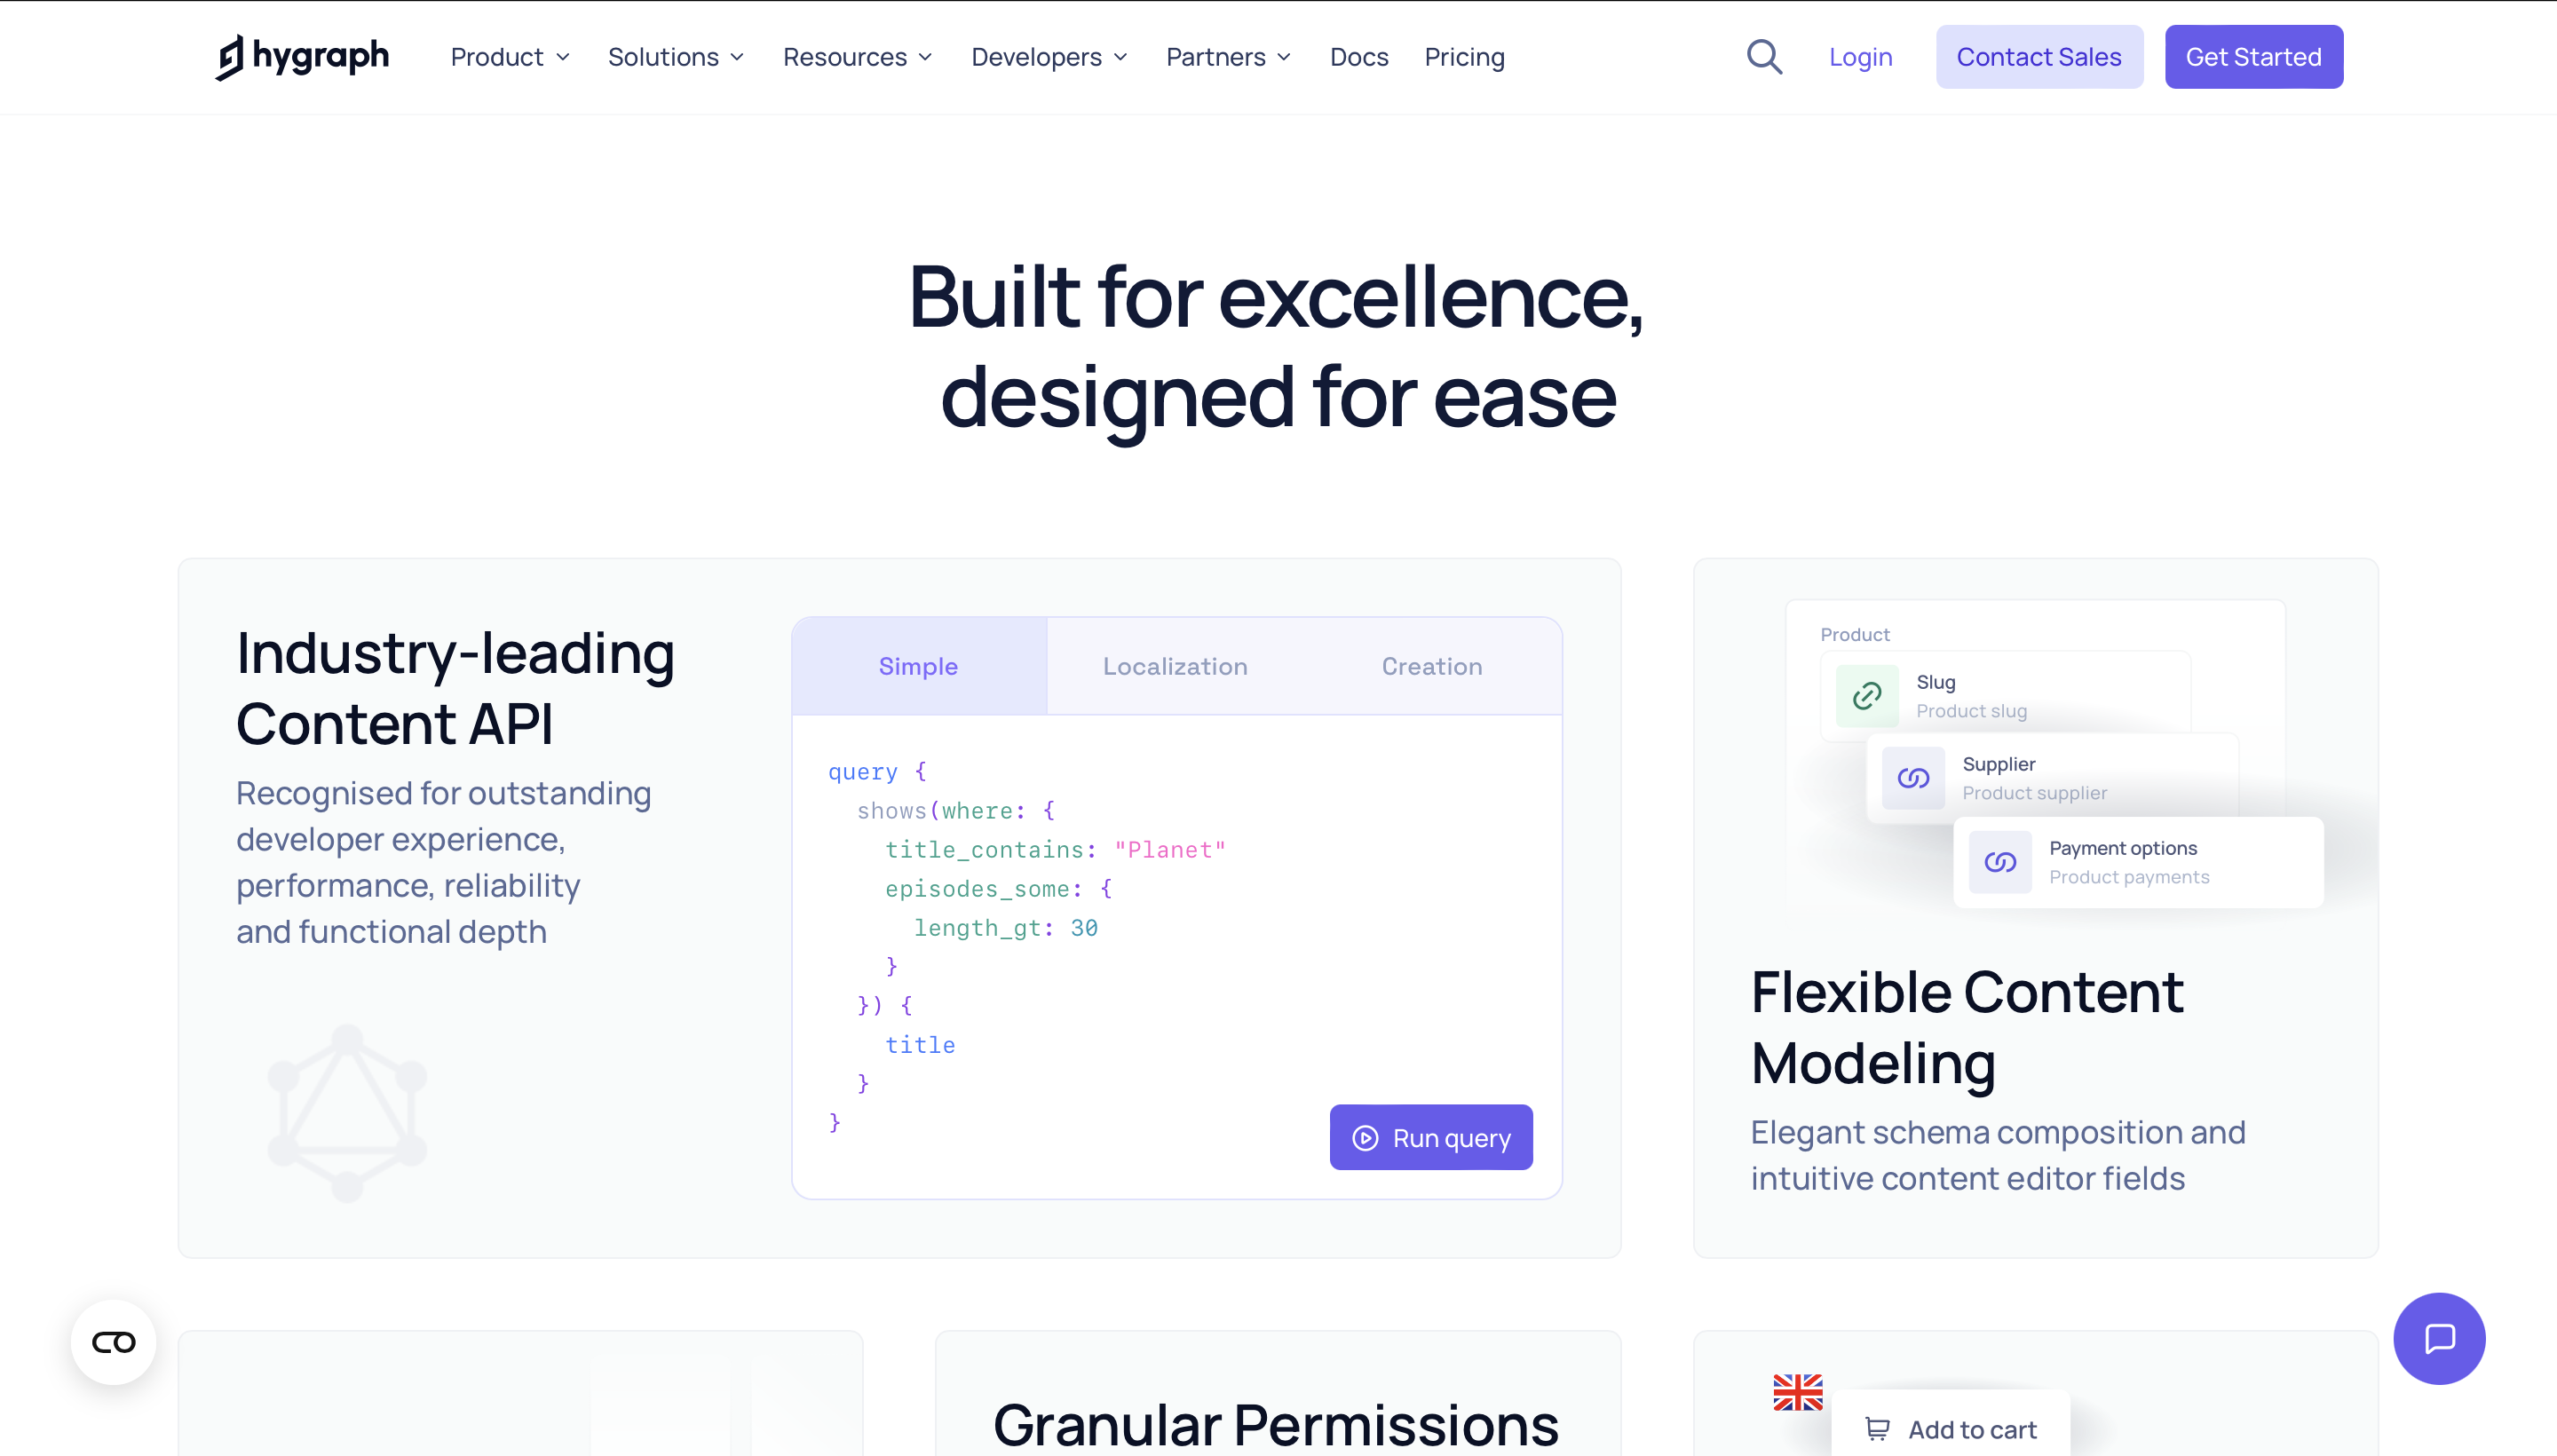 hygraph
Product
Solutions
Resources
Developers
Partners
Docs
Pricing
Login
Contact Sales
Get Started
Built for excellence,
designed for ease
Industry-leading
Content API
Recognised for outstanding
developer experience,
performance, reliability
and functional depth
Simple
Localization
Creation
query {
  shows(where: {
    title_contains: "Planet"
    episodes_some: {
      length_gt: 30
    }
  }) {
    title
  }
}
Run query
Product
Slug
Product slug
Supplier
Product supplier
Payment options
Product payments
Flexible Content
Modeling
Elegant schema composition and
intuitive content editor fields
Granular Permissions
Add to cart